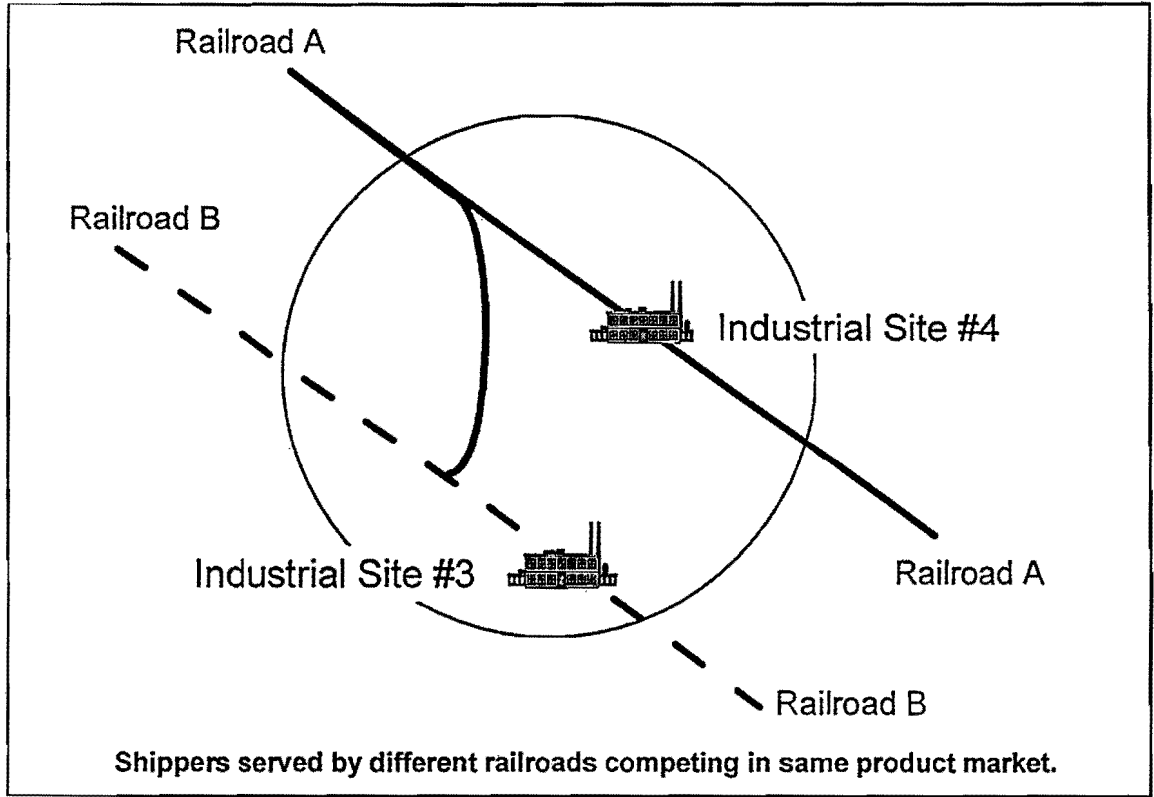 Railroad A
Railroad B
Industrial Site #4
Industrial Site #3
Railroad A
Railroad B
Shippers served by different railroads competing in same product market.